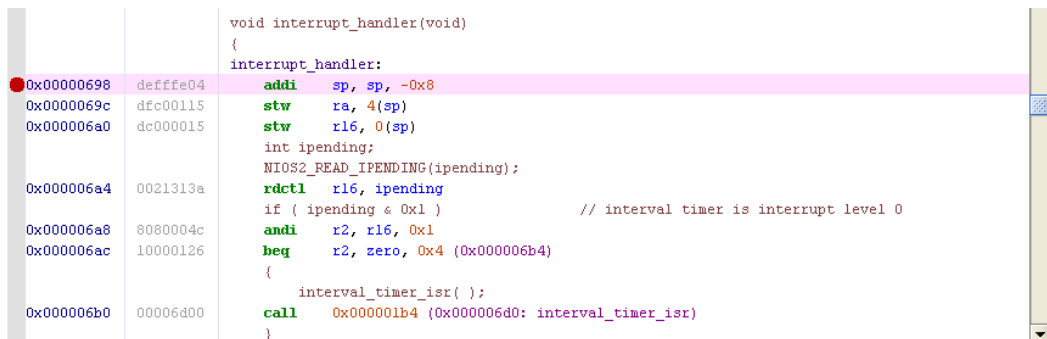 void interrupt_handler(void)
{
interrupt_handler:
0x00000698 defffe04 addi sp, sp, -0x8
0x0000069c dfc00115 stw ra, 4(sp)
0x000006a0 dc000015 stw r16, 0(sp)
int ipending;
NIOS2_READ_IPENDING(ipending);
0x000006a4 0021313a rdctl r16, ipending
if ( ipending & 0x1 ) // interval timer is interrupt level 0
0x000006a8 8080004c andi r2, r16, 0x1
0x000006ac 10000126 beq r2, zero, 0x4 (0x000006b4)
{
interval_timer_isr( );
0x000006b0 00006d00 call 0x000001b4 (0x000006d0: interval_timer_isr)
}